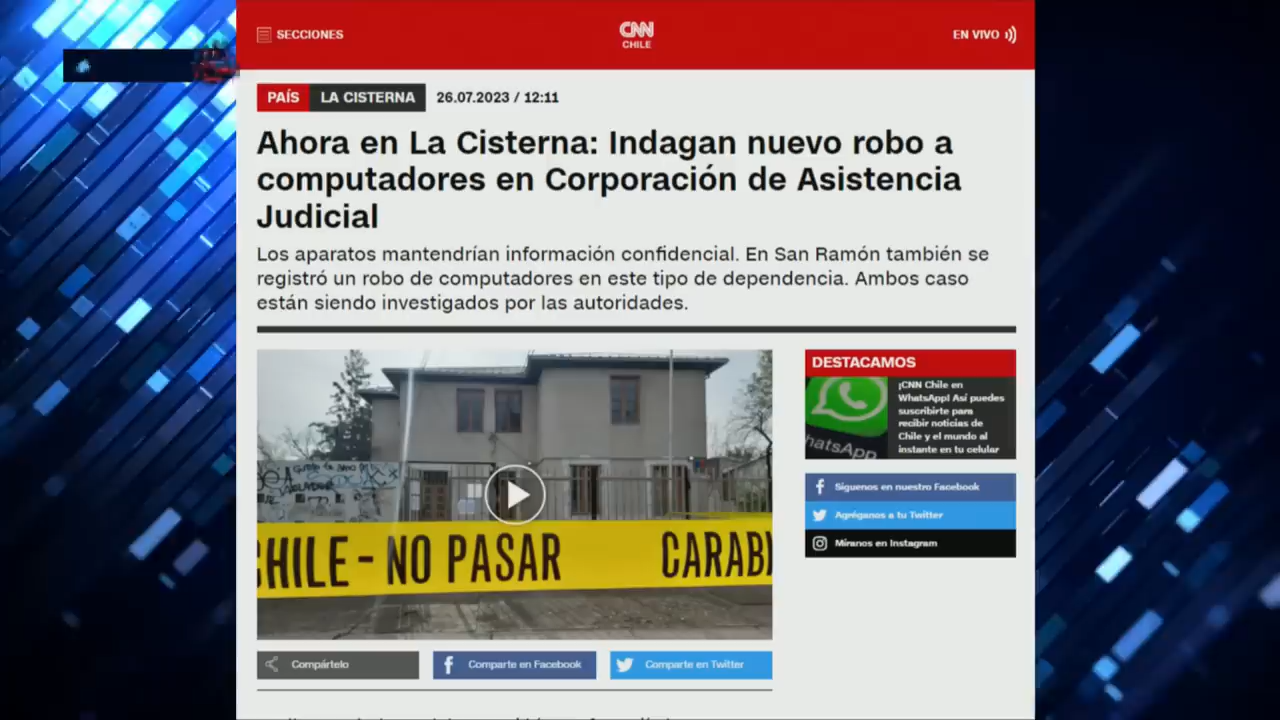 SECCIONES
CNN
CHILE
EN VIVO
PAÍS
LA CISTERNA
26.07.2023 / 12:11
Ahora en La Cisterna: Indagan nuevo robo a
computadores en Corporación de Asistencia
Judicial
Los aparatos mantendrían información confidencial. En San Ramón también se
registró un robo de computadores en este tipo de dependencia. Ambos caso
están siendo investigados por las autoridades.
CHILE - NO PASAR CARABI
DESTACAMOS
¡CNN Chile en
WhatsApp! Así puedes
suscribirte para
recibir noticias de
Chile y el mundo al
instante en tu celular
hatsApp
Síguenos en nuestro Facebook
Agréganos a tu Twitter
Míranos en Instagram
Compártelo
Comparte en Facebook
Comparte en Twitter